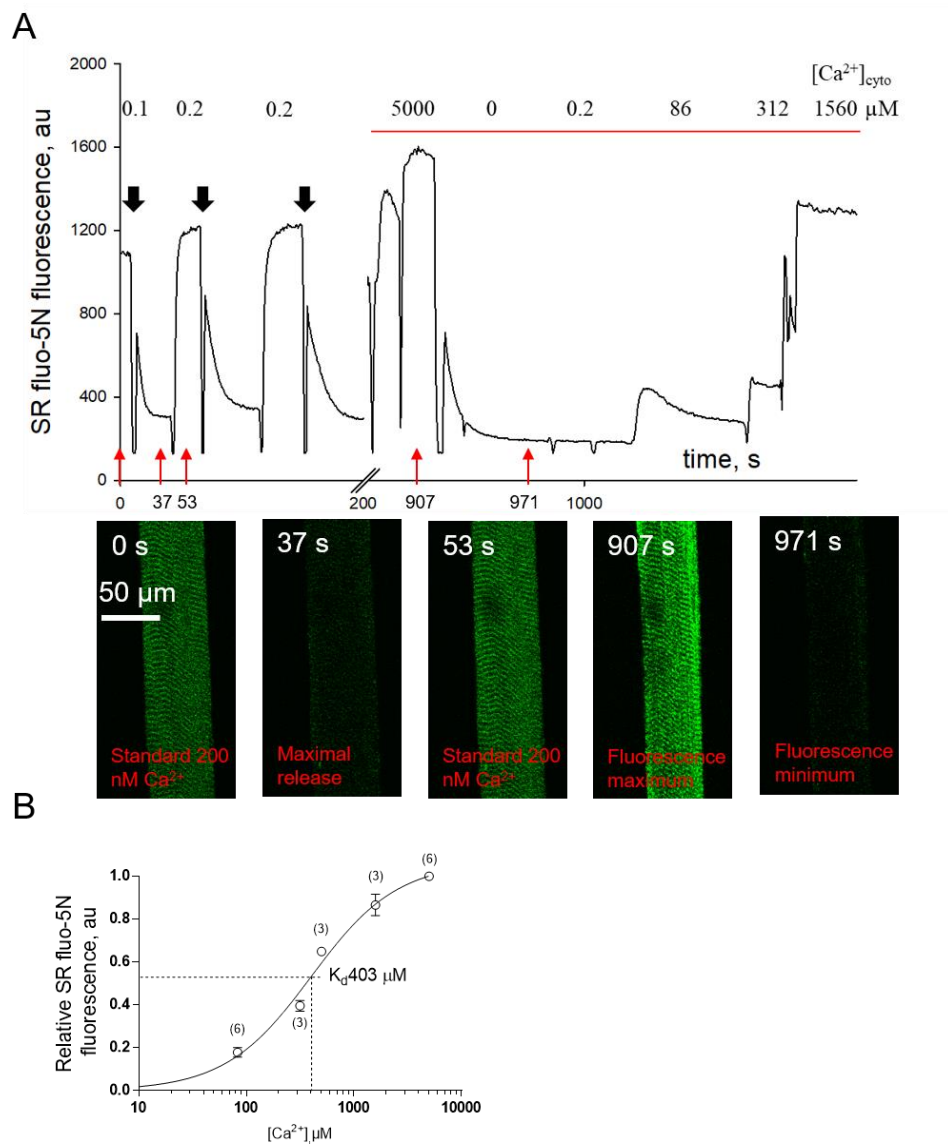 A
2000
1600
1200
800
400
0
SR fluo-5N fluorescence, au
[Ca²⁺]cyto
0.1 0.2 0.2 5000 0 0.2 86 312 1560 µM
time, s
0 37 53 200 907 971 1000
0 s
50 µm
Standard 200
nM Ca²⁺
37 s
Maximal
release
53 s
Standard 200
nM Ca²⁺
907 s
Fluorescence
maximum
971 s
Fluorescence
minimum
B
Relative SR fluo-5N
fluorescence, au
1.0
0.8
0.6
0.4
0.2
0.0
(6)
(3)
(3)
(3)
(6)
Kd403 µM
10 100 1000 10000
[Ca²⁺],µM